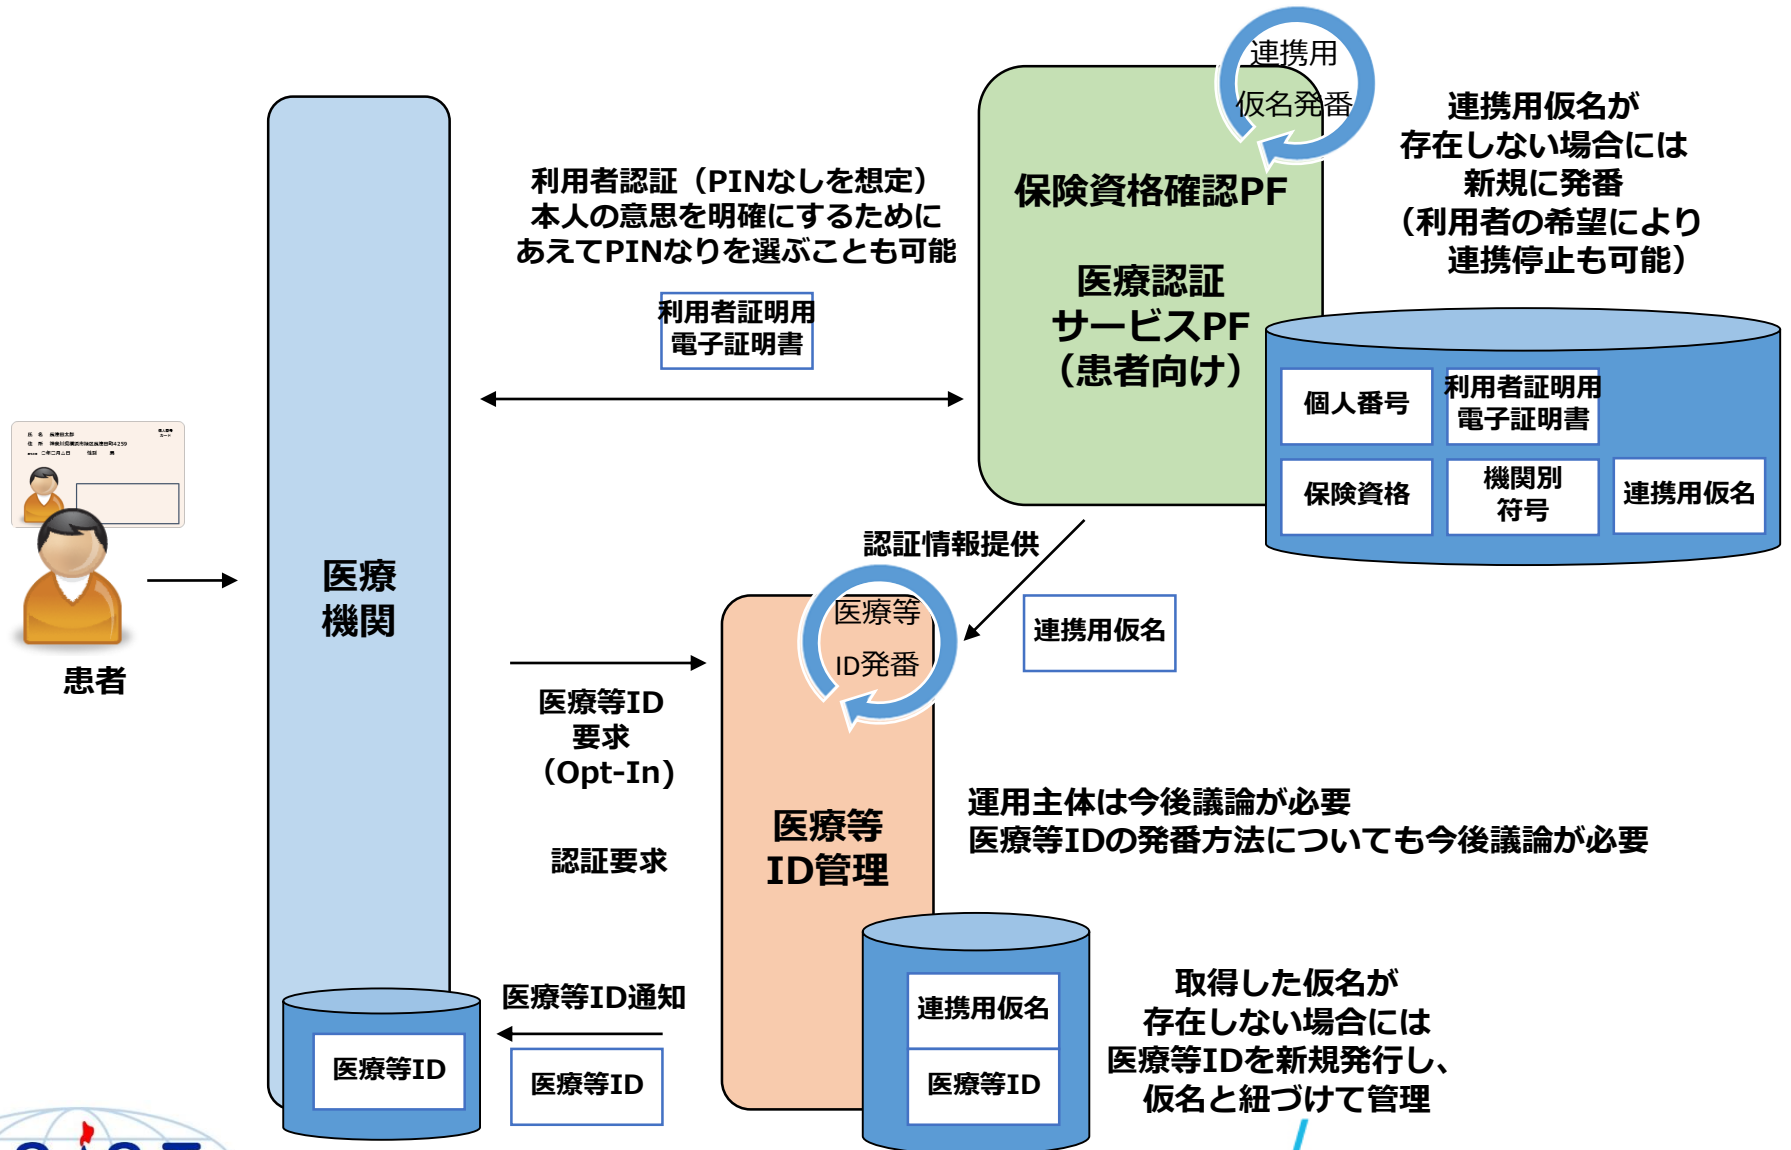 連携用
仮名発番
連携用仮名が
存在しない場合には
新規に発番
（利用者の希望により
連携停止も可能）
利用者認証（PINなしを想定）
本人の意思を明確にするために
あえてPINなりを選ぶことも可能
利用者証明用
電子証明書
保険資格確認PF
医療認証
サービスPF
（患者向け）
個人番号
利用者証明用
電子証明書
保険資格
機関別
符号
連携用仮名
個人番号
カード
氏 名
住 所
患者
医療
機関
認証情報提供
連携用仮名
医療等
ID発番
医療等ID
要求
（Opt-In）
認証要求
医療等
ID管理
運用主体は今後議論が必要
医療等IDの発番方法についても今後議論が必要
医療等ID通知
医療等ID
医療等ID
連携用仮名
医療等ID
取得した仮名が
存在しない場合には
医療等IDを新規発行し、
仮名と紐づけて管理